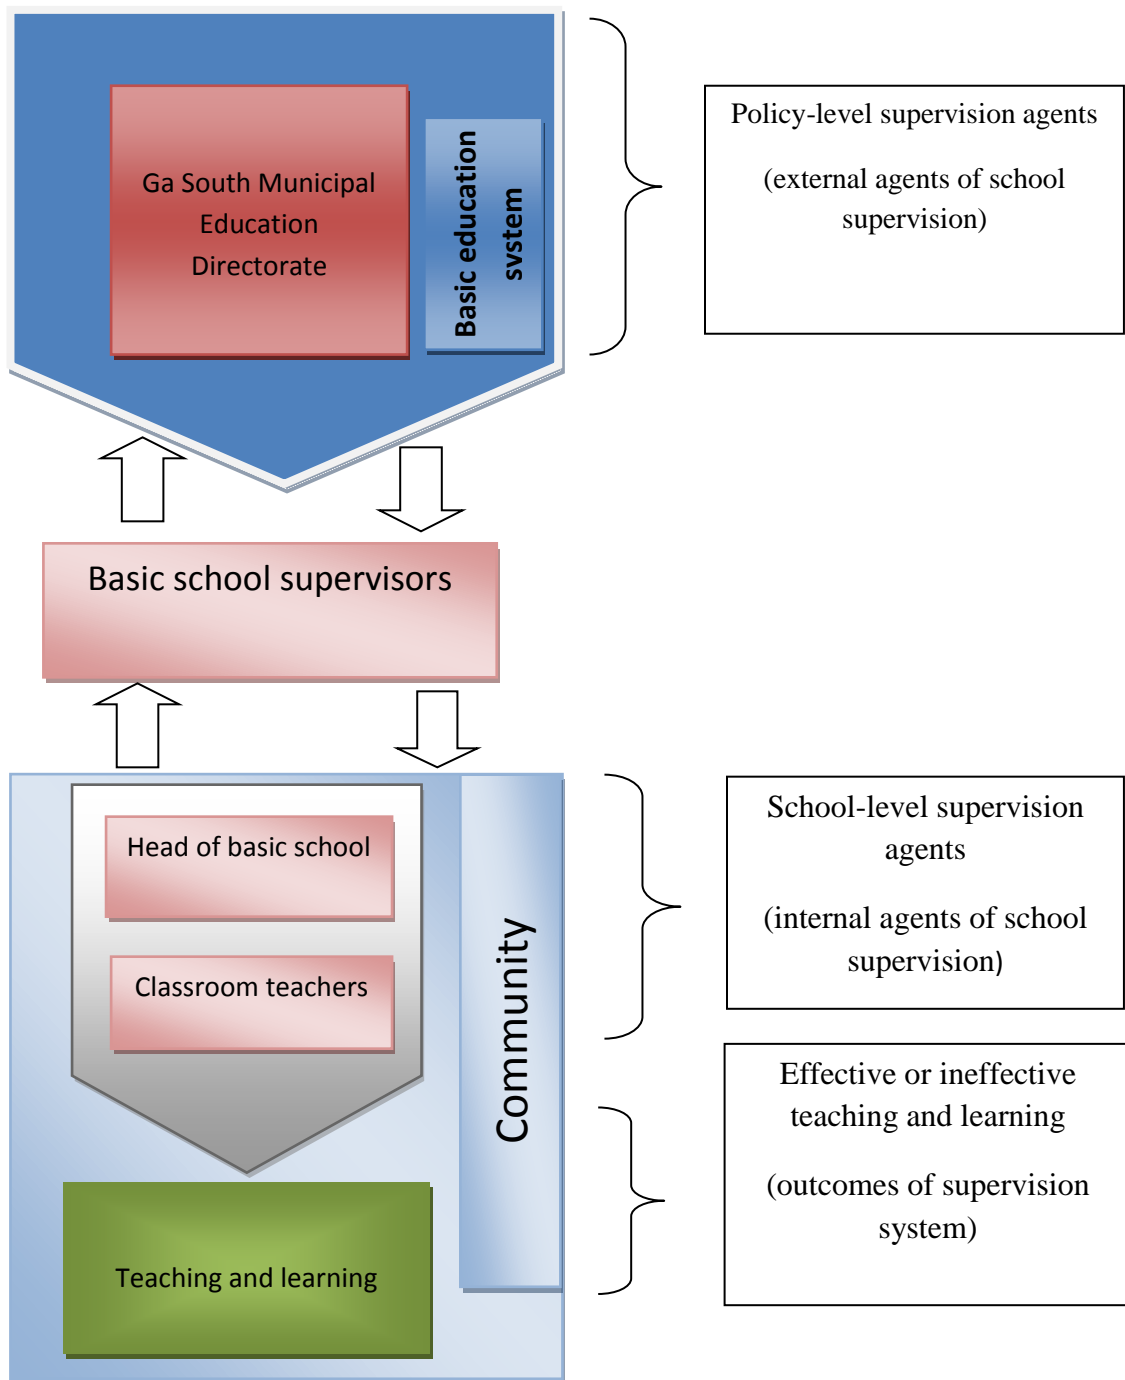 Ga South Municipal
Education
Directorate
Basic education
system
Policy-level supervision agents
(external agents of school
supervision)
Basic school supervisors
Head of basic school
Classroom teachers
Community
Teaching and learning
School-level supervision
agents
(internal agents of school
supervision)
Effective or ineffective
teaching and learning
(outcomes of supervision
system)